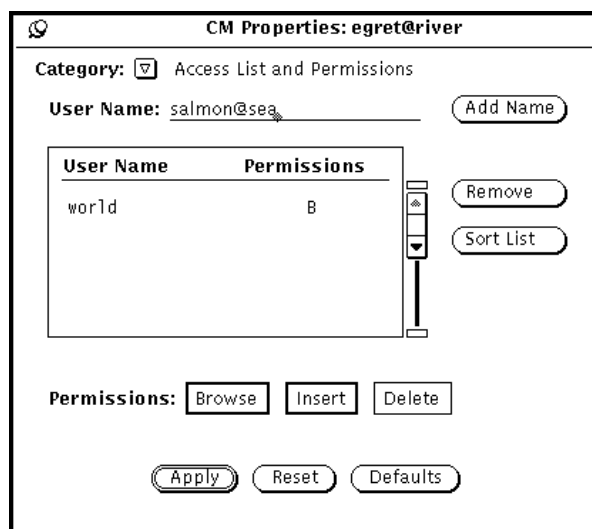 CM Properties: egret@river
Category: Access List and Permissions
User Name: salmon@sea
Add Name
User Name Permissions
world B
Remove
Sort List
Permissions: Browse Insert Delete
Apply Reset Defaults